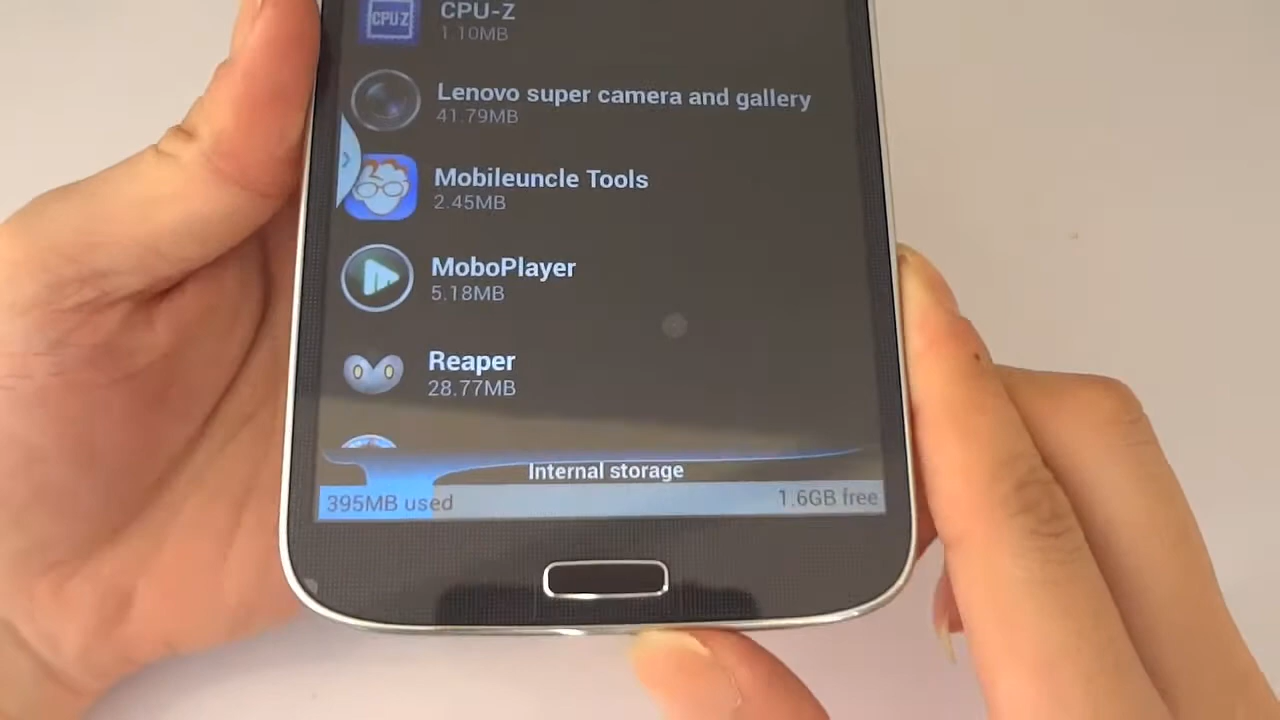 CPU-Z
CPU-Z
1.10MB
Lenovo super camera and gallery
41.79MB
Mobileuncle Tools
2.45MB
MoboPlayer
5.18MB
Reaper
28.77MB
Internal storage
395MB used
1.6GB free